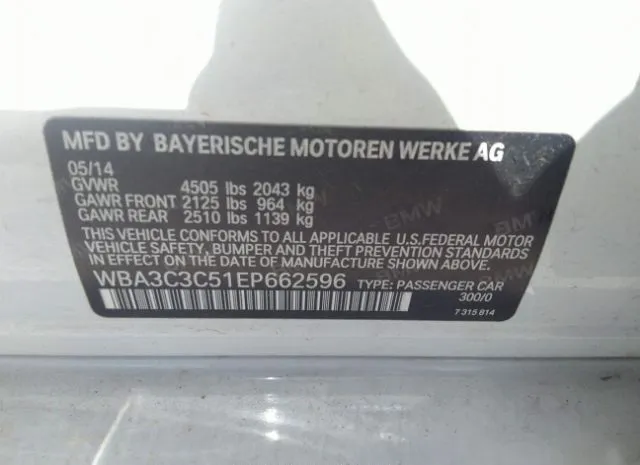 MFD BY BAYERISCHE MOTOREN WERKE AG
05/14
GVWR 4505 lbs 2043 kg
GAWR FRONT 2125 lbs 964 kg
GAWR REAR 2510 lbs 1139 kg
THIS VEHICLE CONFORMS TO ALL APPLICABLE U.S.FEDERAL MOTOR
VEHICLE SAFETY, BUMPER AND THEFT PREVENTION STANDARDS
IN EFFECT ON THE DATE OF MANUFACTURE SHOWN ABOVE.
WBA3C3C51EP662596 TYPE: PASSENGER CAR
300/0
7 315 814